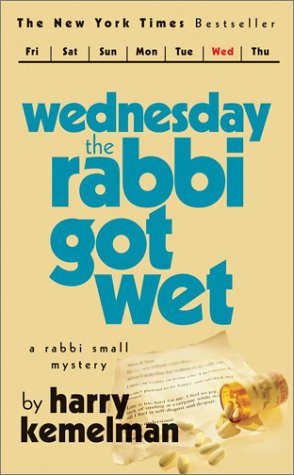 The New York Times Bestseller
Fri Sat Sun Mon Tue Wed Thu
wednesday
the
rabbi
got
wet
a rabbi small
mystery
by harry
kemelman